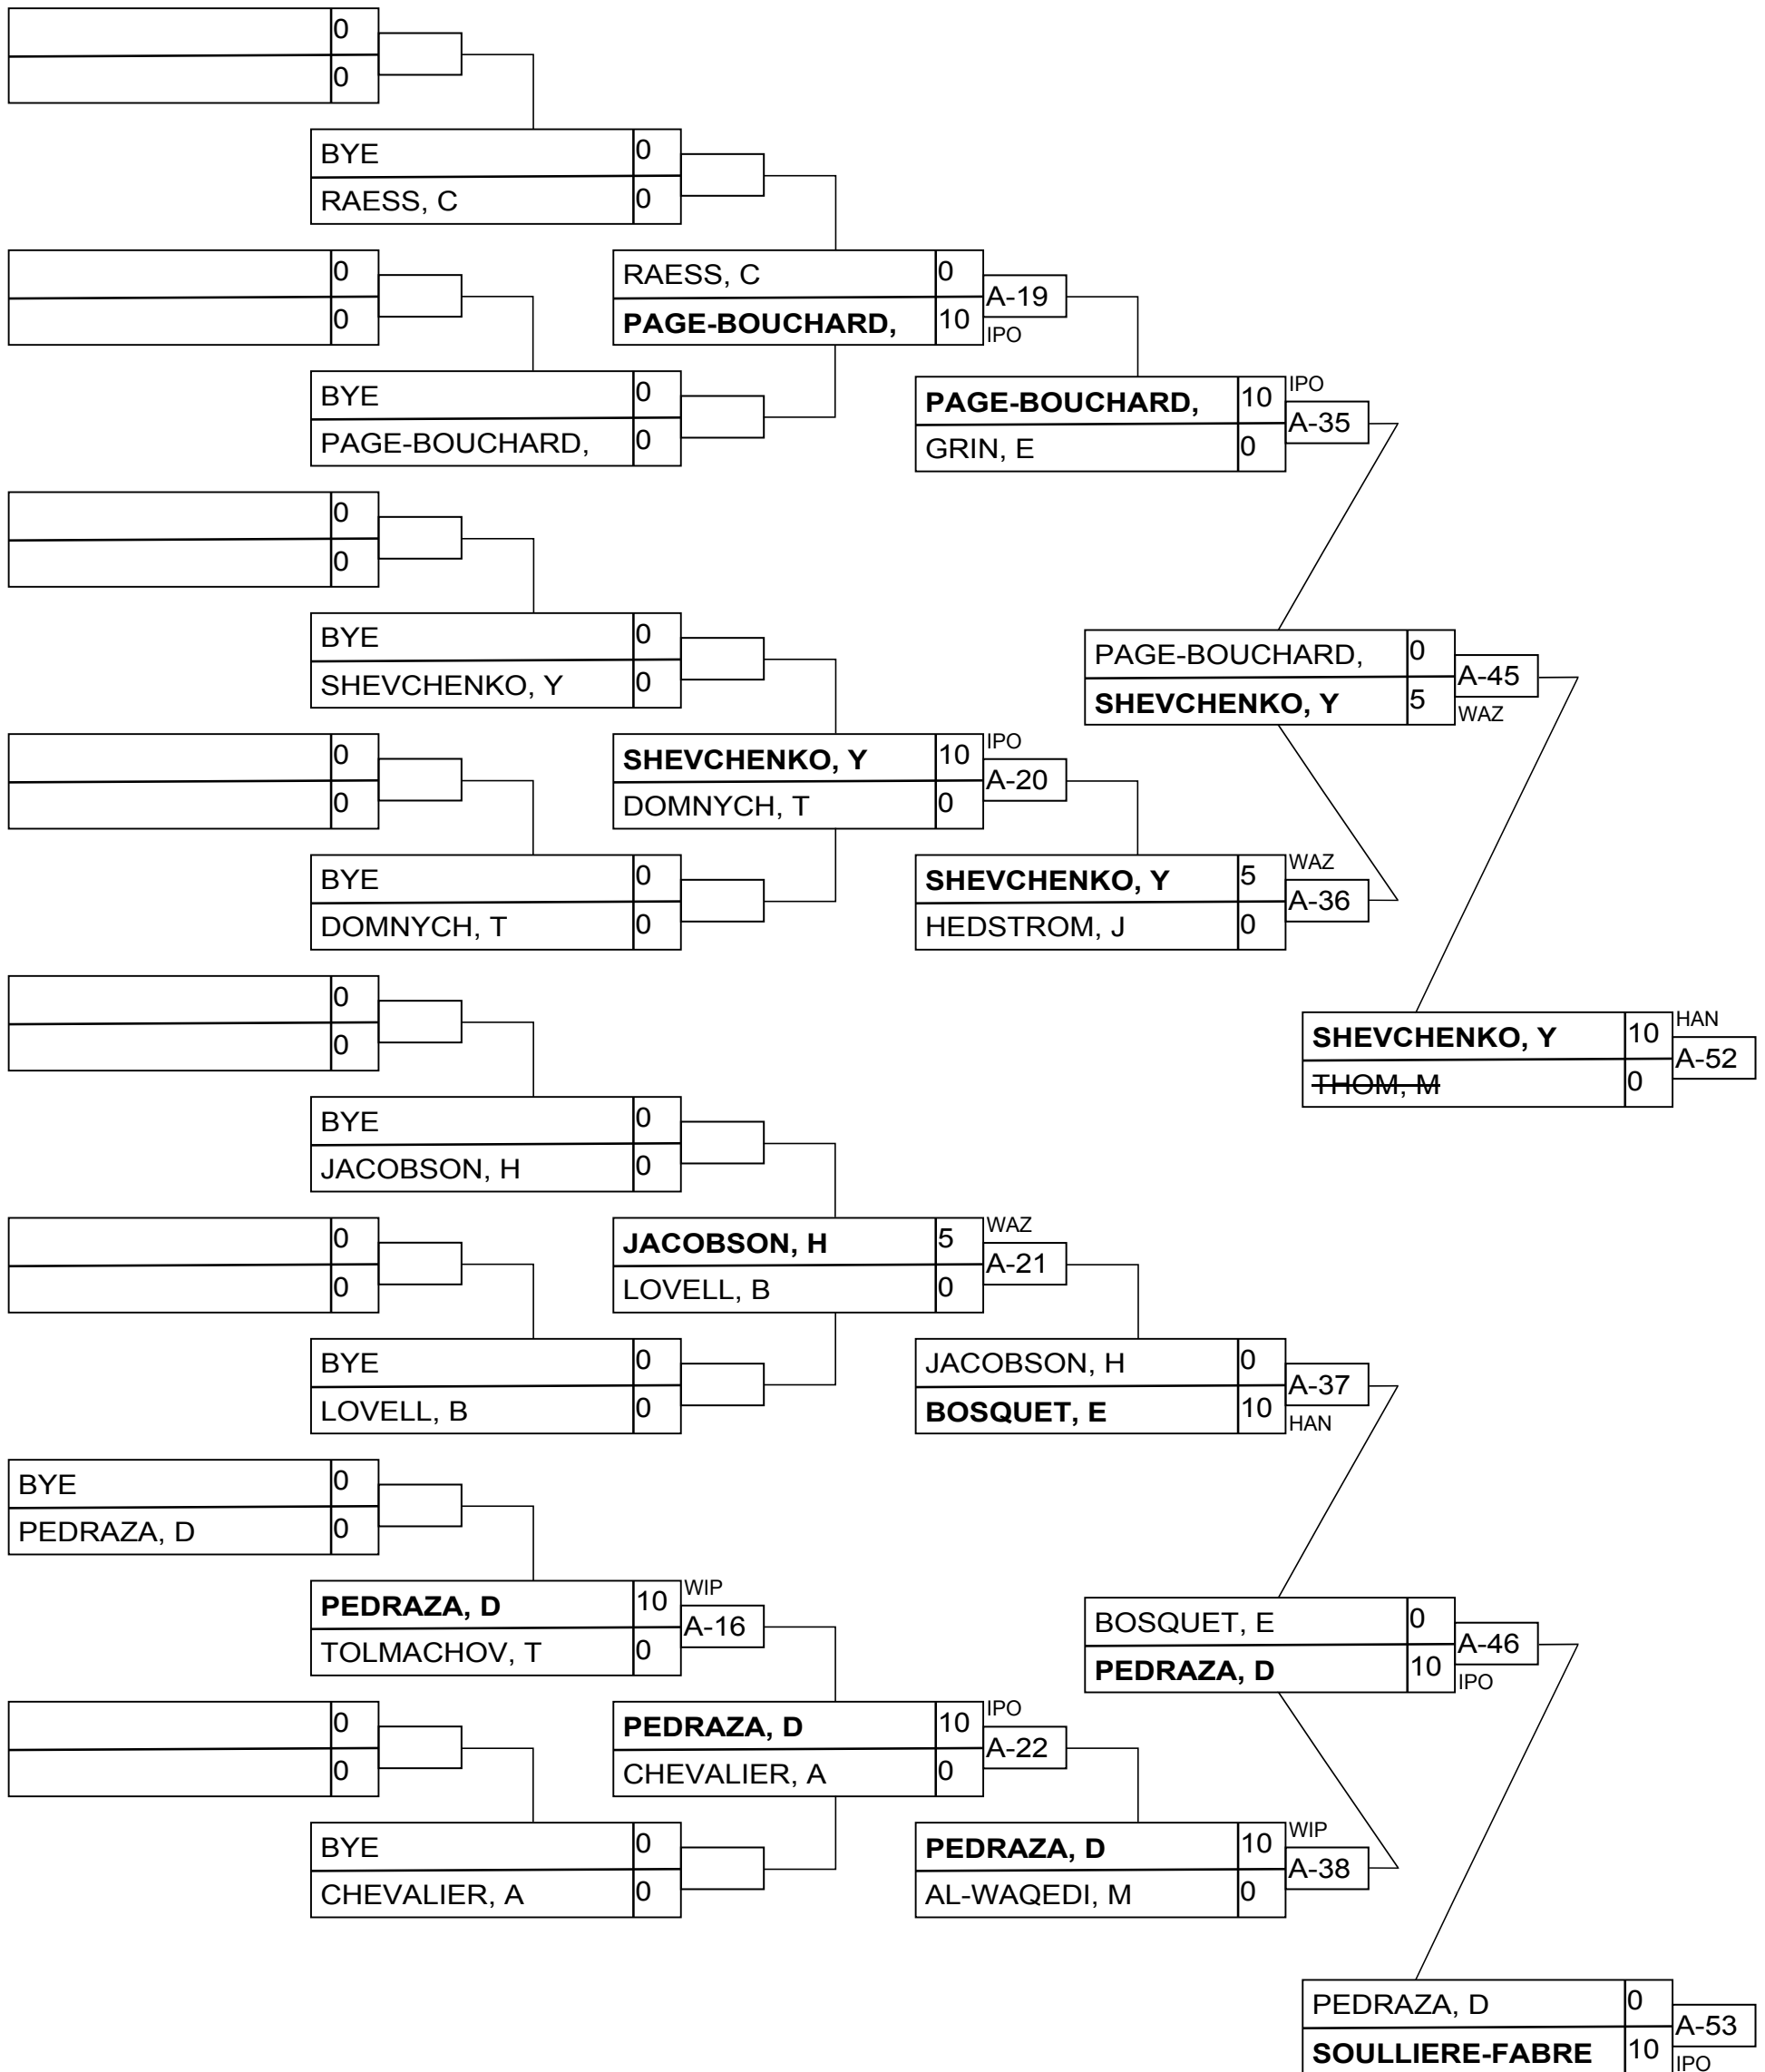 0
0
BYE 0
RAESS, C 0
0
0
RAESS, C 0
A-19
PAGE-BOUCHARD, 10
IPO
BYE 0
PAGE-BOUCHARD, 0
PAGE-BOUCHARD, 10 IPO
A-35
GRIN, E 0
0
0
BYE 0
SHEVCHENKO, Y 0
PAGE-BOUCHARD, 0
A-45
SHEVCHENKO, Y 5
WAZ
0
0
SHEVCHENKO, Y 10 IPO
A-20
DOMNYCH, T 0
BYE 0
DOMNYCH, T 0
SHEVCHENKO, Y 5 WAZ
A-36
HEDSTROM, J 0
0
0
SHEVCHENKO, Y 10 HAN
A-52
THOM, M 0
BYE 0
JACOBSON, H 0
0
0
JACOBSON, H 5 WAZ
A-21
LOVELL, B 0
BYE 0
LOVELL, B 0
JACOBSON, H 0
A-37
BOSQUET, E 10
HAN
BYE 0
PEDRAZA, D 0
PEDRAZA, D 10 WIP
A-16
TOLMACHOV, T 0
BOSQUET, E 0
A-46
PEDRAZA, D 10
IPO
0
0
PEDRAZA, D 10 IPO
A-22
CHEVALIER, A 0
BYE 0
CHEVALIER, A 0
PEDRAZA, D 10 WIP
A-38
AL-WAQEDI, M 0
PEDRAZA, D 0
A-53
SOULLIERE-FABRE 10
IPO